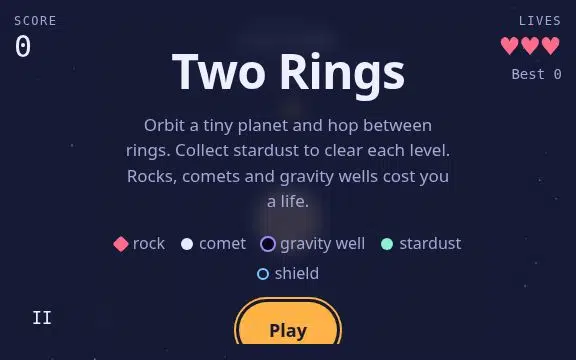 SCORE
0
LIVES
♥♥♥
Best 0
Two Rings
Orbit a tiny planet and hop between
rings. Collect stardust to clear each level.
Rocks, comets and gravity wells cost you
a life.
rock comet gravity well stardust
shield
II
Play